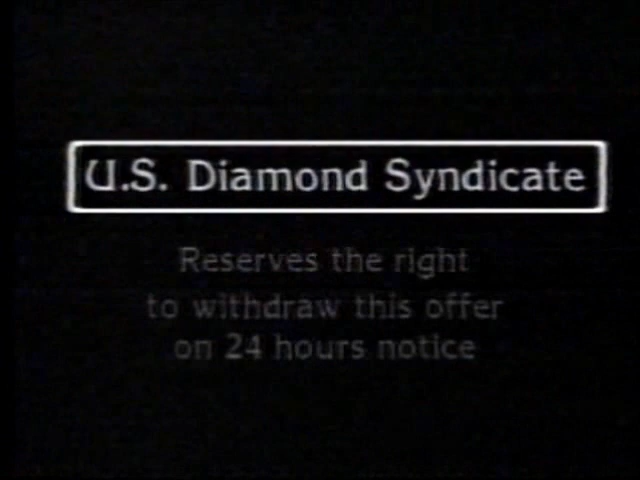 U.S. Diamond Syndicate
Reserves the right
to withdraw this offer
on 24 hours notice